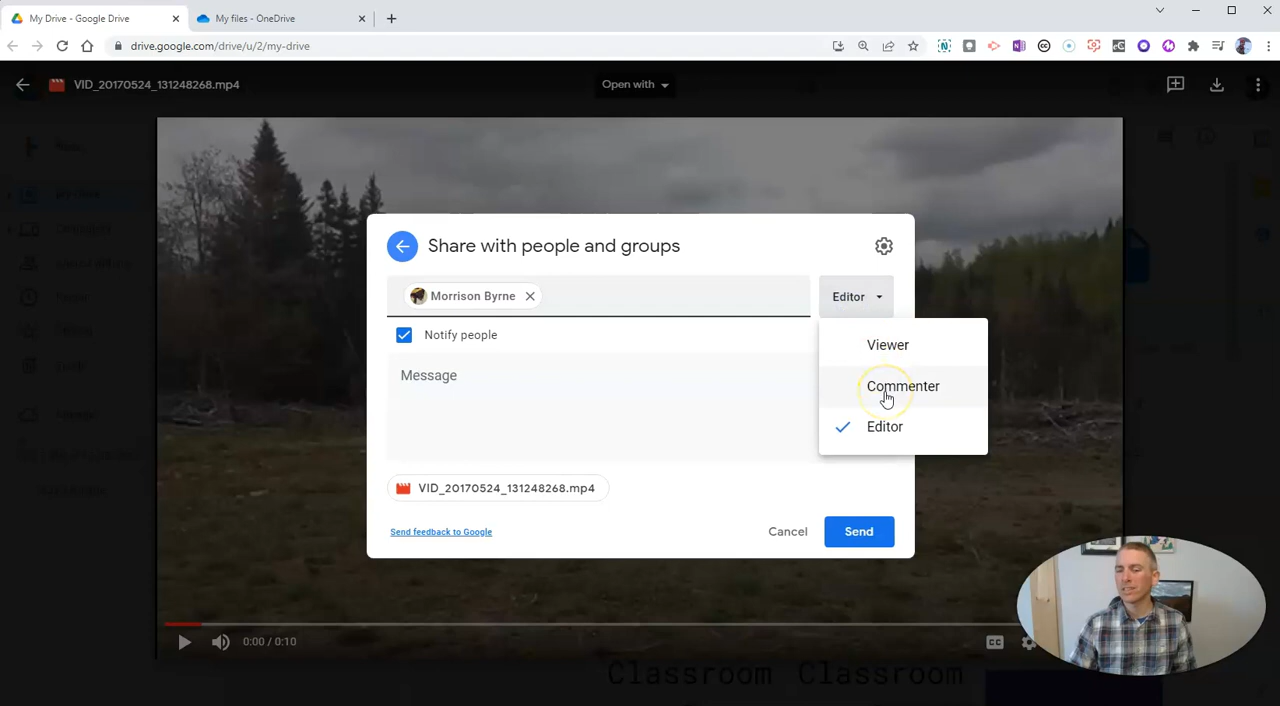 My Drive - Google Drive
My files - OneDrive
drive.google.com/drive/u/2/my-drive
VID_20170524_131248268.mp4
Open with
Share with people and groups
Morrison Byrne
Editor
Notify people
Viewer
Message
Commenter
Editor
VID_20170524_131248268.mp4
Send feedback to Google
Cancel
Send
0:00 / 0:10
CC
Classroom Classroom